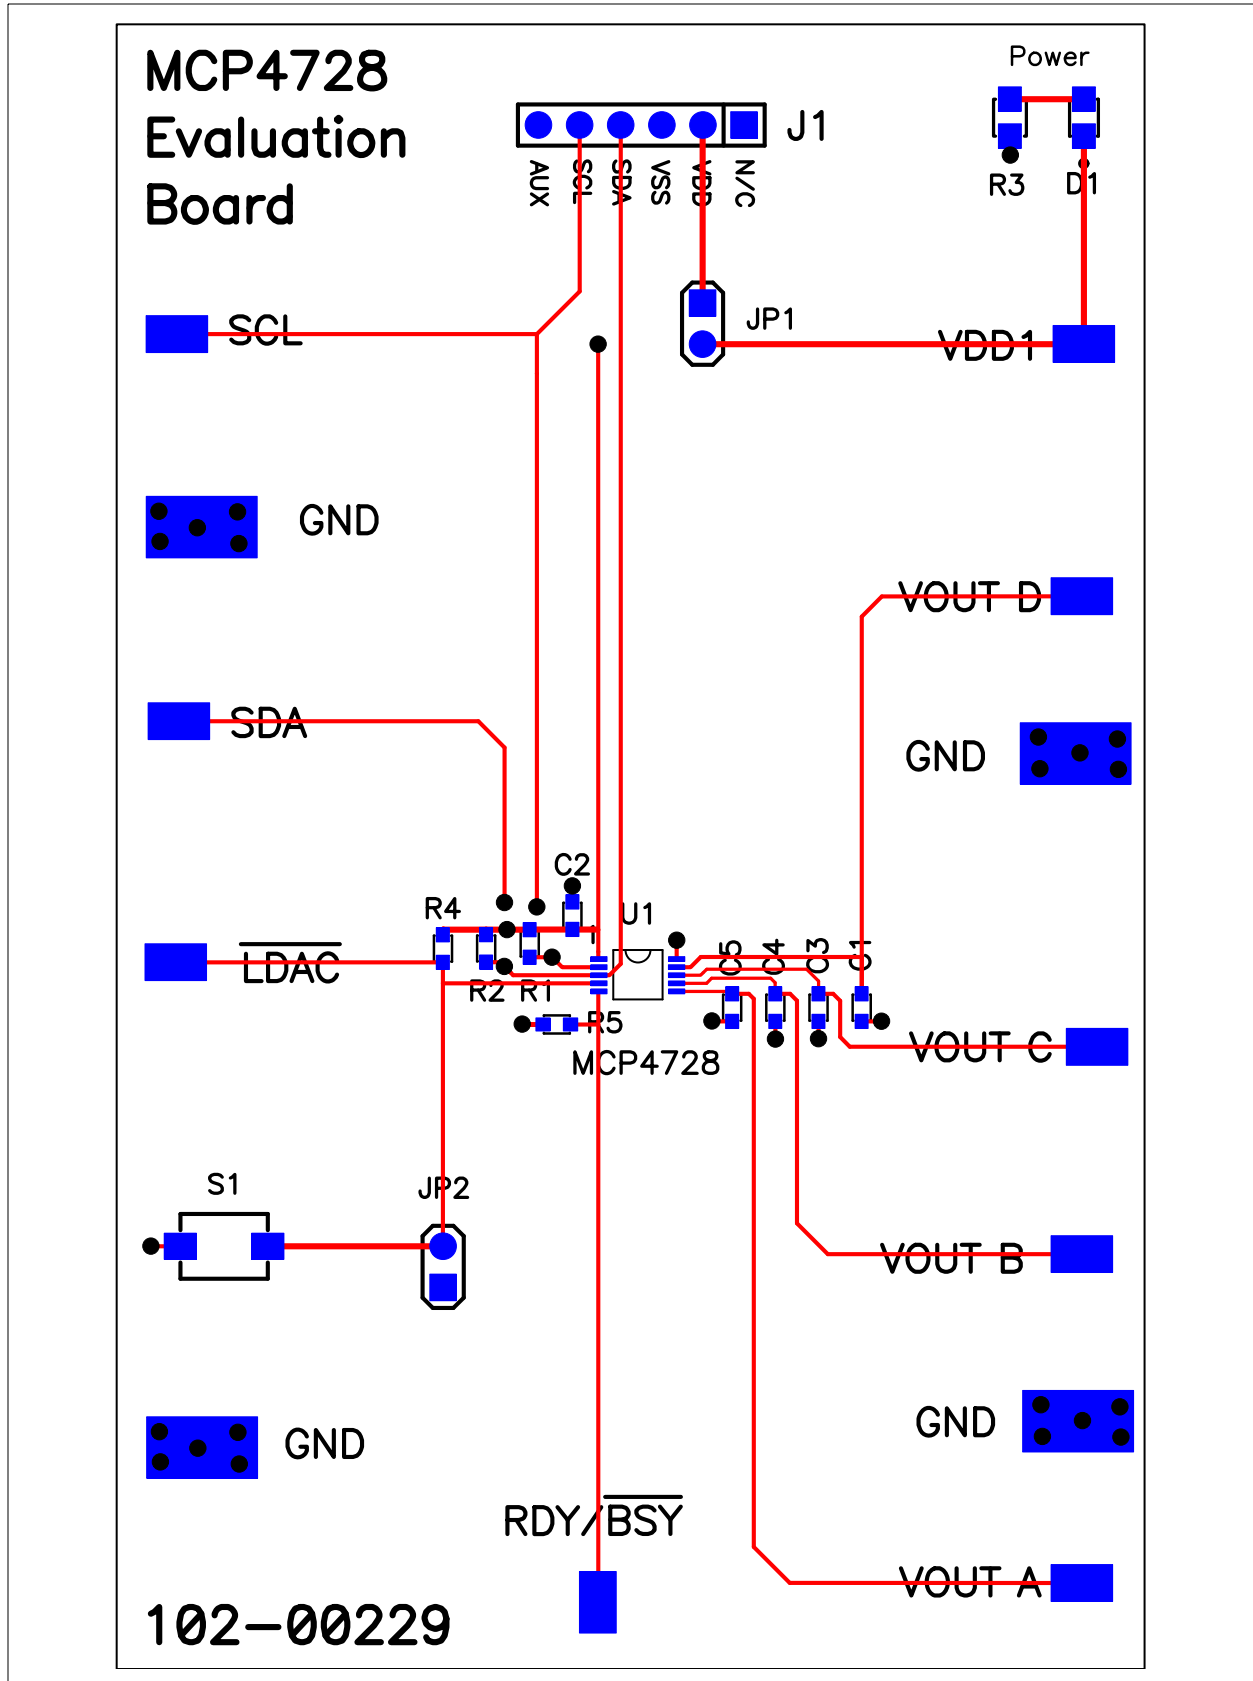 MCP4728
Evaluation
Board
Power
J1
AUX
SCL
SDA
VSS
VDD
N/C
R3
D1
JP1
SCL
VDD1
GND
VOUT D
SDA
GND
C2
R4
U1
C5
C4
C3
C1
LDAC
R2
R1
R5
MCP4728
VOUT C
S1
JP2
VOUT B
GND
GND
RDY/BSY
VOUT A
102-00229